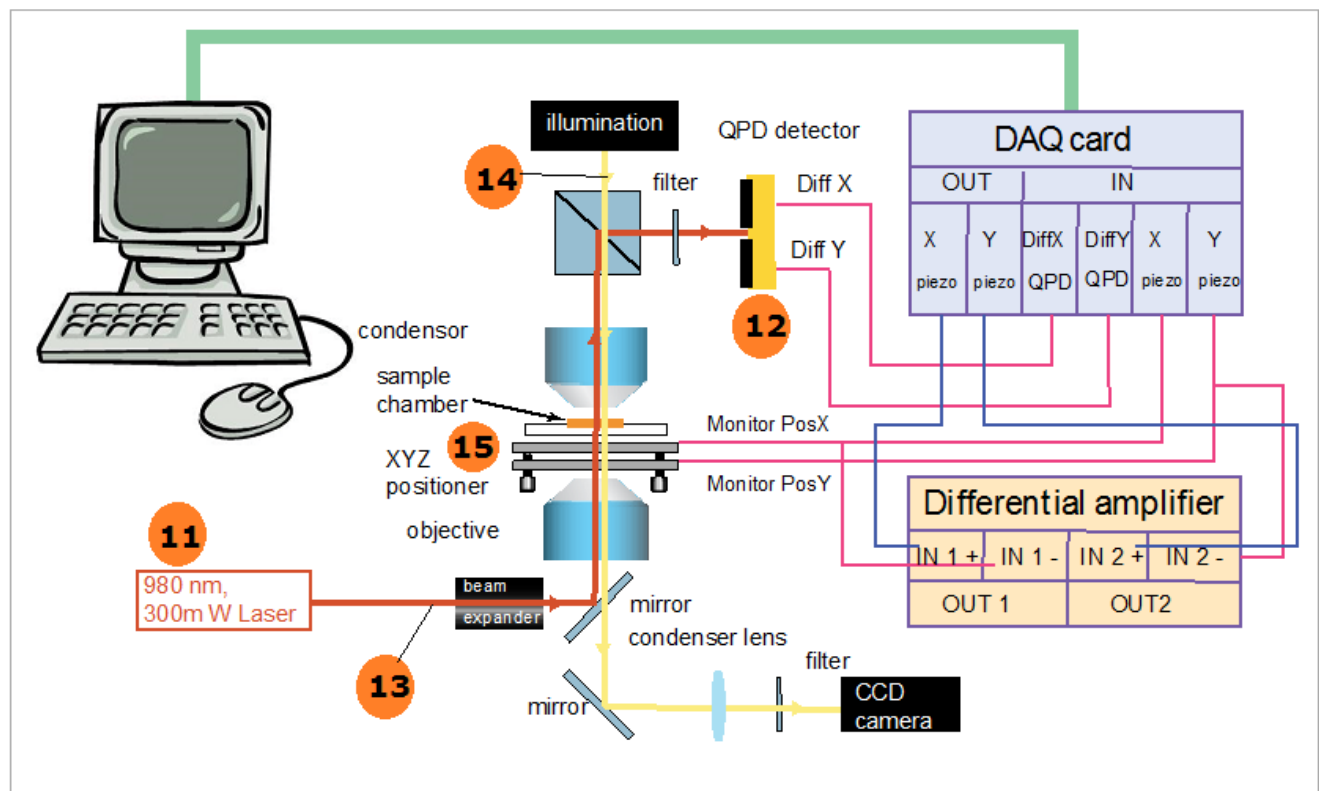 illumination
QPD detector
DAQ card
14
filter
Diff X
OUT
IN
X
Y
DiffX
DiffY
X
Y
piezo
piezo
QPD
QPD
piezo
piezo
Diff Y
12
condensor
sample
chamber
15
XYZ
positioner
Monitor PosX
Monitor PosY
objective
Differential amplifier
IN 1 +
IN 1 -
IN 2 +
IN 2 -
OUT 1
OUT2
11
980 nm,
300m W Laser
beam
expander
mirror
condenser lens
13
filter
mirror
CCD
camera